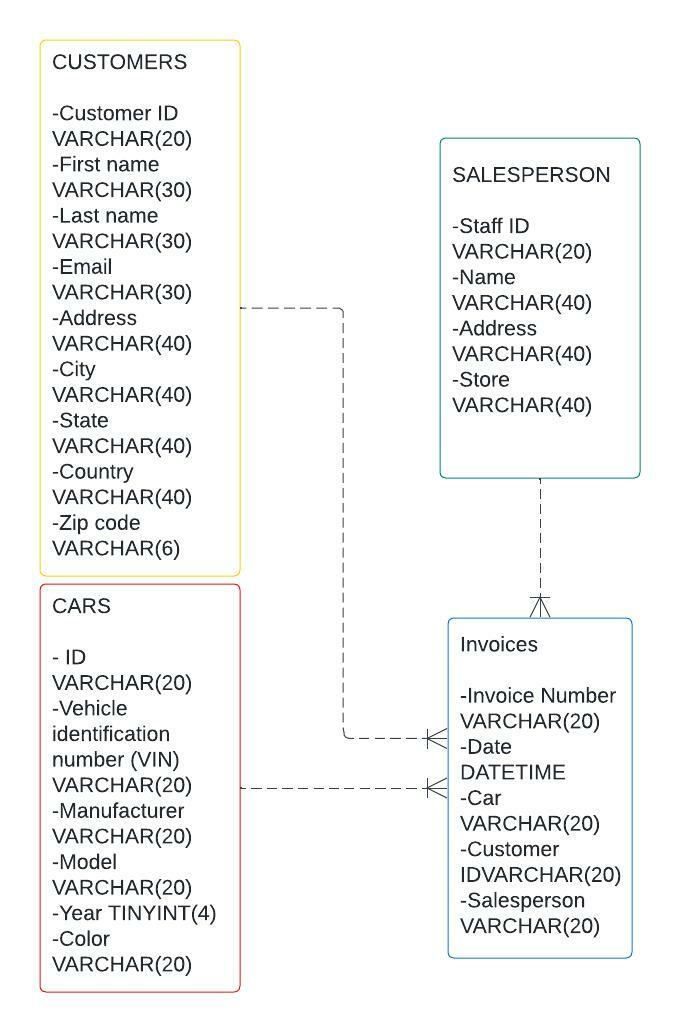 CUSTOMERS
-Customer ID
VARCHAR(20)
-First name
VARCHAR(30)
-Last name
VARCHAR(30)
-Email
VARCHAR(30)
-Address
VARCHAR(40)
-City
VARCHAR(40)
-State
VARCHAR(40)
-Country
VARCHAR(40)
-Zip code
VARCHAR(6)
SALESPERSON
-Staff ID
VARCHAR(20)
-Name
VARCHAR(40)
-Address
VARCHAR(40)
-Store
VARCHAR(40)
CARS
- ID
VARCHAR(20)
-Vehicle
identification
number (VIN)
VARCHAR(20)
-Manufacturer
VARCHAR(20)
-Model
VARCHAR(20)
-Year TINYINT(4)
-Color
VARCHAR(20)
Invoices
-Invoice Number
VARCHAR(20)
-Date
DATETIME
-Car
VARCHAR(20)
-Customer
IDVARCHAR(20)
-Salesperson
VARCHAR(20)